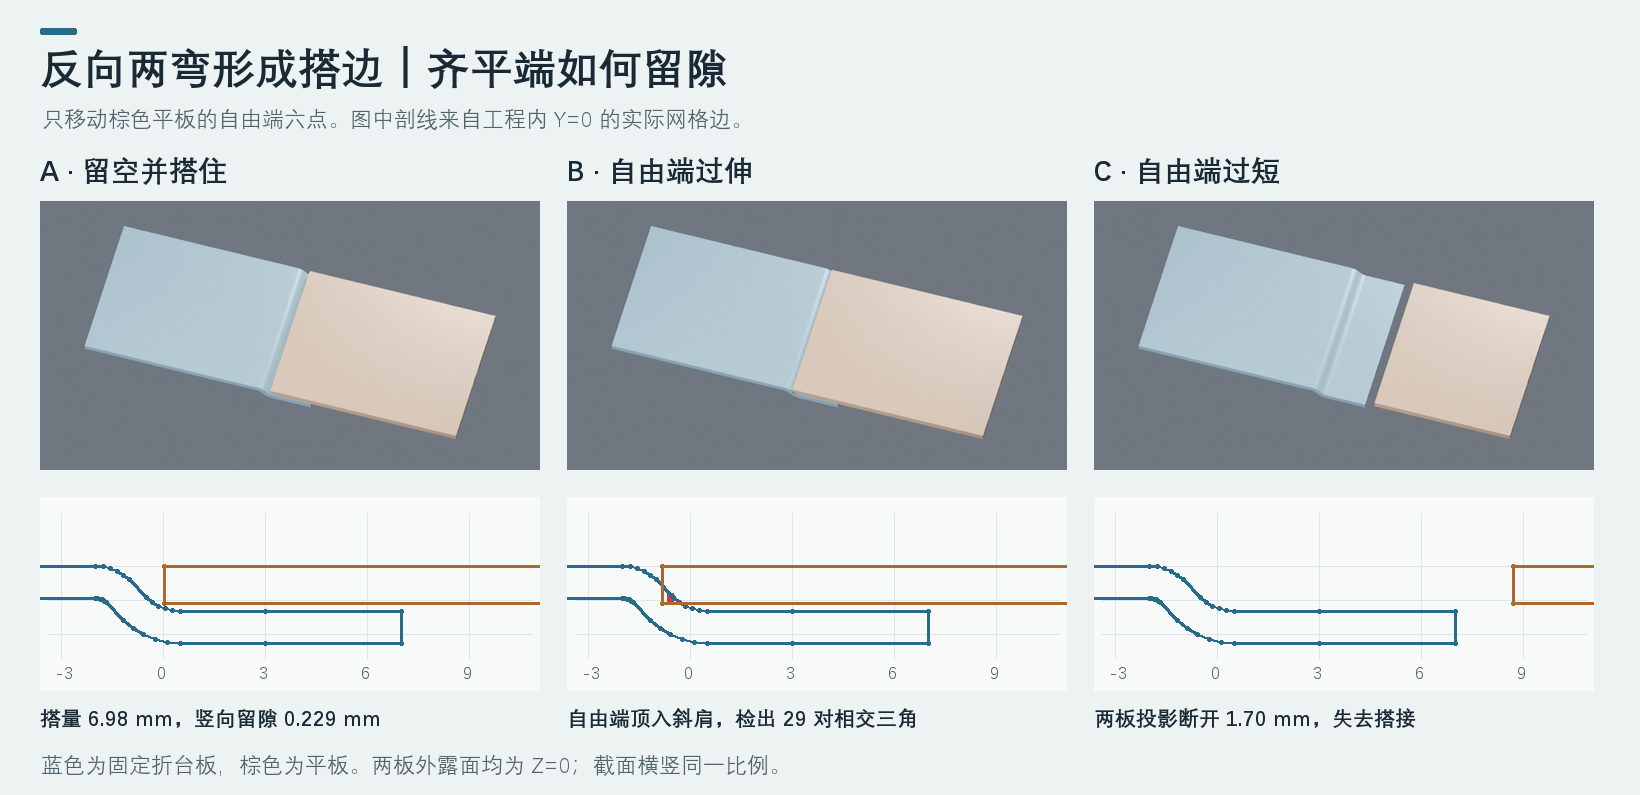 反向两弯形成搭边｜齐平端如何留隙
只移动棕色平板的自由端六点。图中剖线来自工程内 Y=0 的实际网格边。
A · 留空并搭住
B · 自由端过伸
C · 自由端过短
-3 0 3 6 9
-3 0 3 6 9
-3 0 3 6 9
搭量 6.98 mm，竖向留隙 0.229 mm
自由端顶入斜肩，检出 29 对相交三角
两板投影断开 1.70 mm，失去搭接
蓝色为固定折台板，棕色为平板。两板外露面均为 Z=0；截面横竖同一比例。